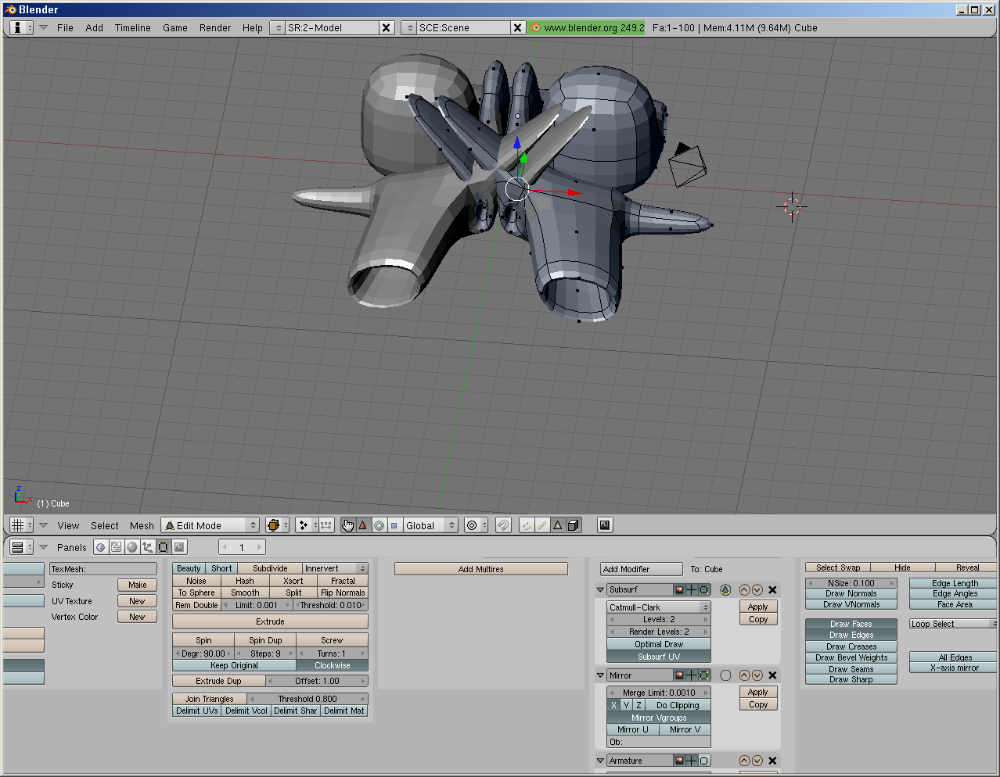 Blender
File Add Timeline Game Render Help SR:2-Model SCE:Scene www.blender.org 249.2 Fa:1-100 | Mem:4.11M (9.64M) Cube
z
x
(1) Cube
View Select Mesh Edit Mode Global
Panels 1
TexMesh:
Sticky Make
UV Texture New
Vertex Color New
Beauty Short Subdivide Innervert
Noise Hash Xsort Fractal
To Sphere Smooth Split Flip Normals
Rem Double Limit: 0.001 Threshold: 0.010
Extrude
Spin Spin Dup Screw
Degr: 90.00 Steps: 9 Turns: 1
Keep Original Clockwise
Extrude Dup Offset: 1.00
Join Triangles Threshold 0.800
Delimit UVs Delimit Vcol Delimit Shar Delimit Mat
Add Multires
Add Modifier To: Cube
Subsurf
Catmull-Clark Apply
Levels: 2 Copy
Render Levels: 2
Optimal Draw
Subsurf UV
Mirror
Merge Limit: 0.0010 Apply
X Y Z Do Clipping Copy
Mirror Vgroups
Mirror U Mirror V
Ob:
Armature
Select Swap Hide Reveal
NSize: 0.100 Edge Length
Draw Normals Edge Angles
Draw VNormals Face Area
Draw Faces Loop Select
Draw Edges
Draw Creases
Draw Bevel Weights All Edges
Draw Seams X-axis mirror
Draw Sharp